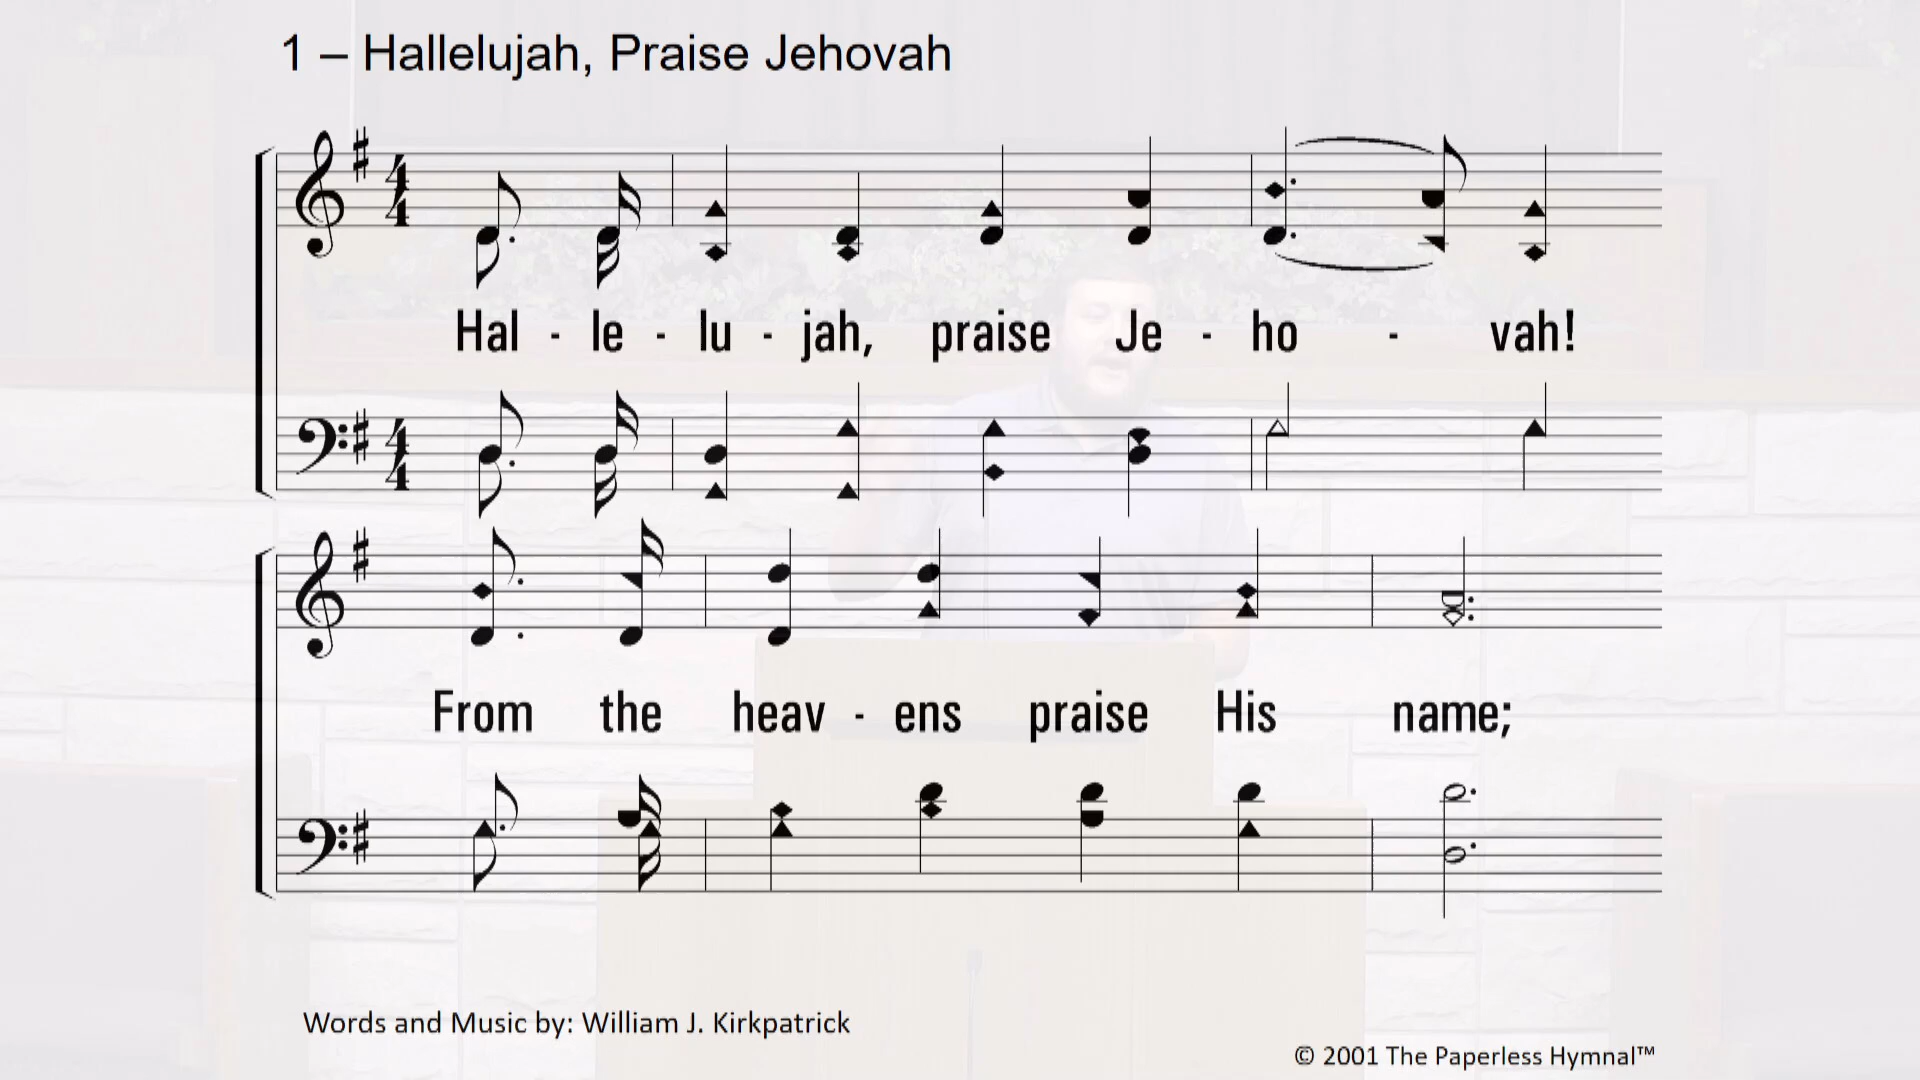 1 – Hallelujah, Praise Jehovah
Hal - le - lu - jah, praise Je - ho - vah!
From the heav - ens praise His name;
Words and Music by: William J. Kirkpatrick
© 2001 The Paperless Hymnal™